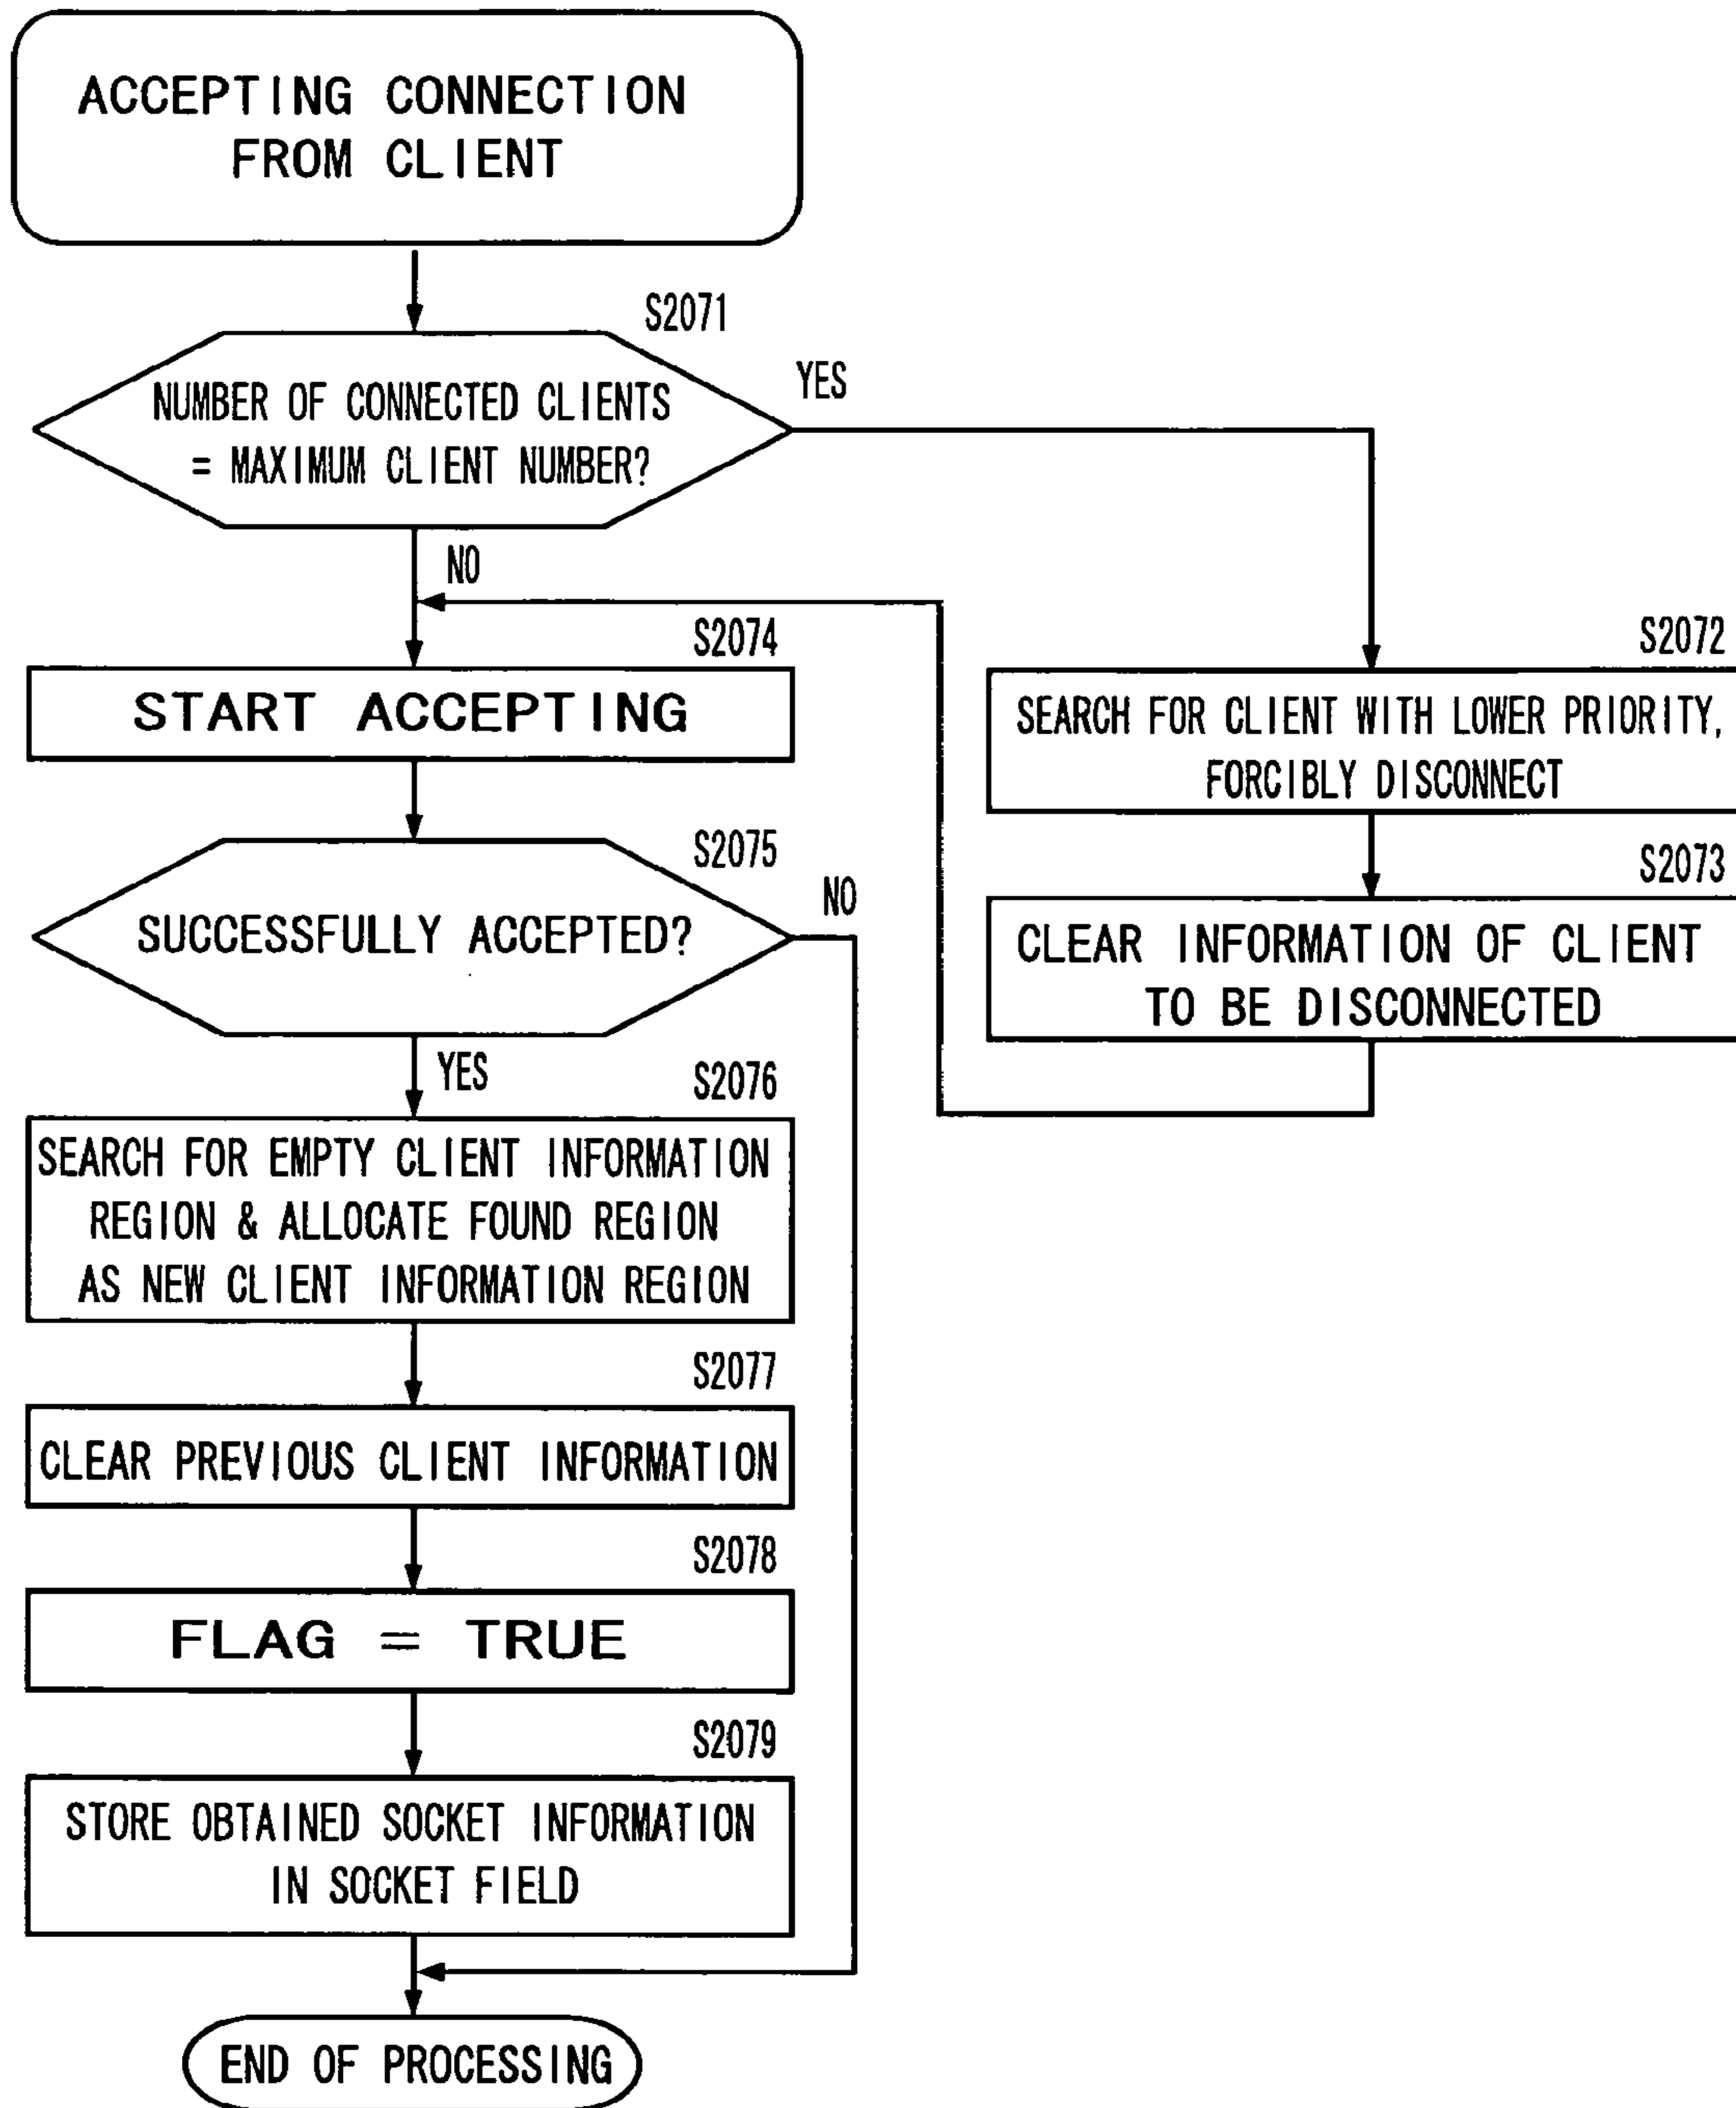 ACCEPTING CONNECTION
FROM CLIENT
S2071
NUMBER OF CONNECTED CLIENTS
= MAXIMUM CLIENT NUMBER?
YES
NO
S2074
START ACCEPTING
S2072
SEARCH FOR CLIENT WITH LOWER PRIORITY,
FORCIBLY DISCONNECT
S2073
CLEAR INFORMATION OF CLIENT
TO BE DISCONNECTED
S2075
SUCCESSFULLY ACCEPTED?
NO
YES
S2076
SEARCH FOR EMPTY CLIENT INFORMATION
REGION & ALLOCATE FOUND REGION
AS NEW CLIENT INFORMATION REGION
S2077
CLEAR PREVIOUS CLIENT INFORMATION
S2078
FLAG = TRUE
S2079
STORE OBTAINED SOCKET INFORMATION
IN SOCKET FIELD
END OF PROCESSING